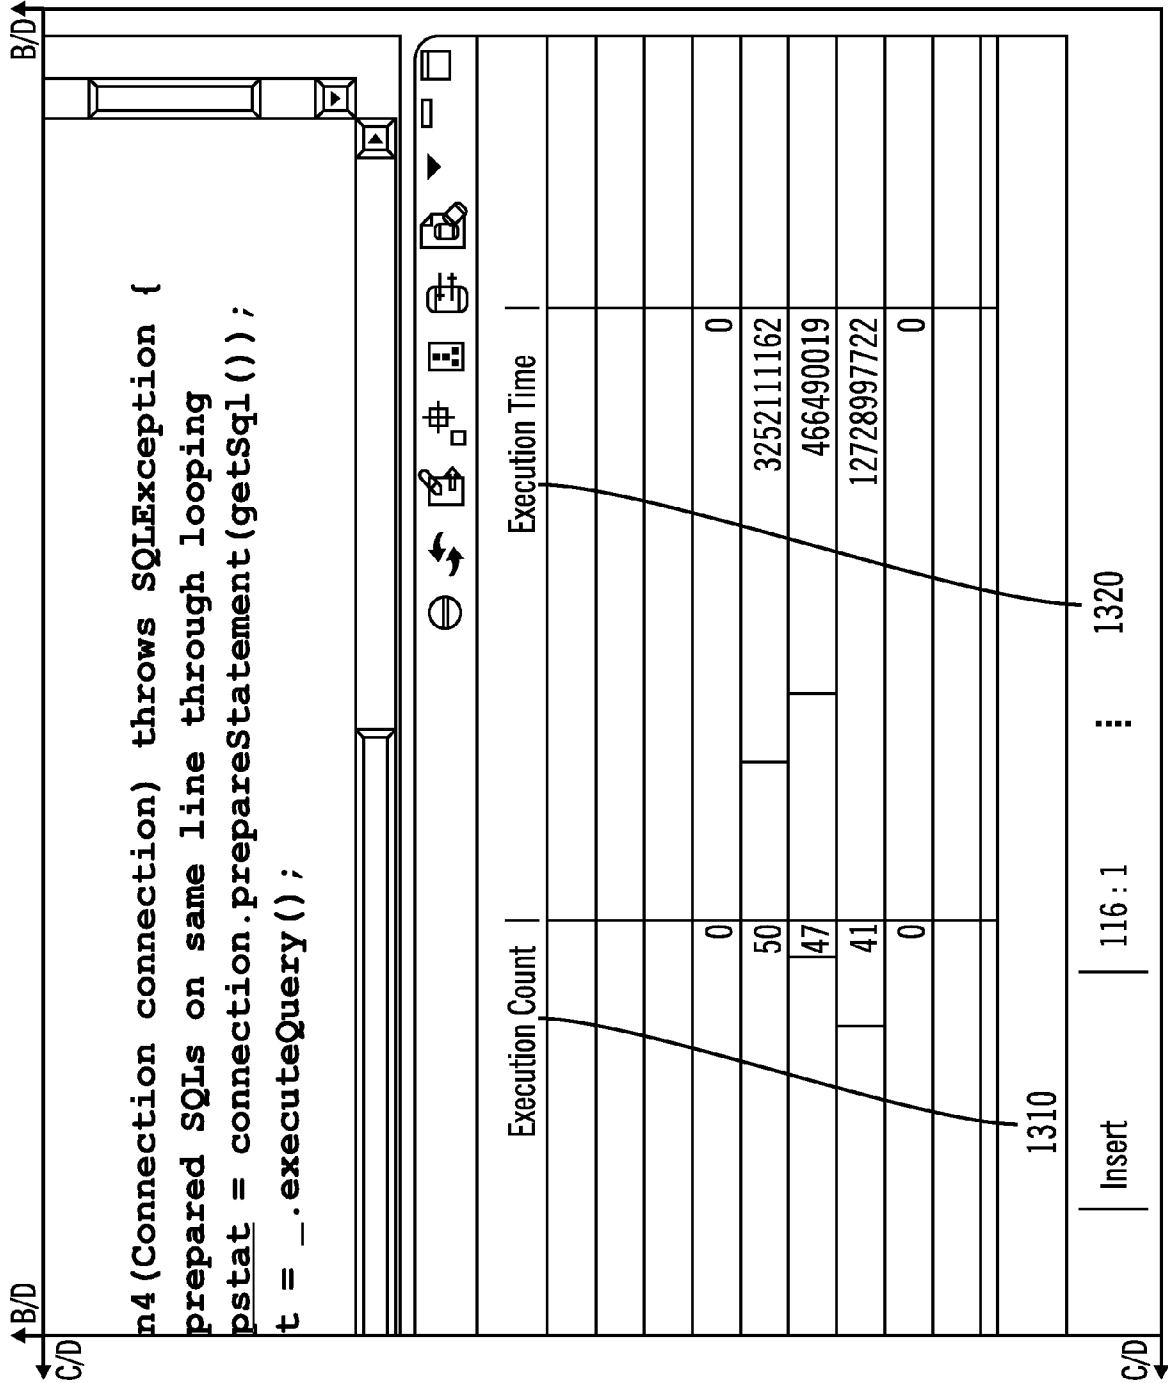 B/D
B/D
C/D
n4(Connection connection) throws SQLException {
prepared SQLs on same line through looping
pstat = connection.prepareStatement(getSql());
t = _.executeQuery();
Execution Count Execution Time
0 0
50 3252111162
47 466490019
41 12728997722
0 0
1310
1320
Insert 116 : 1
C/D